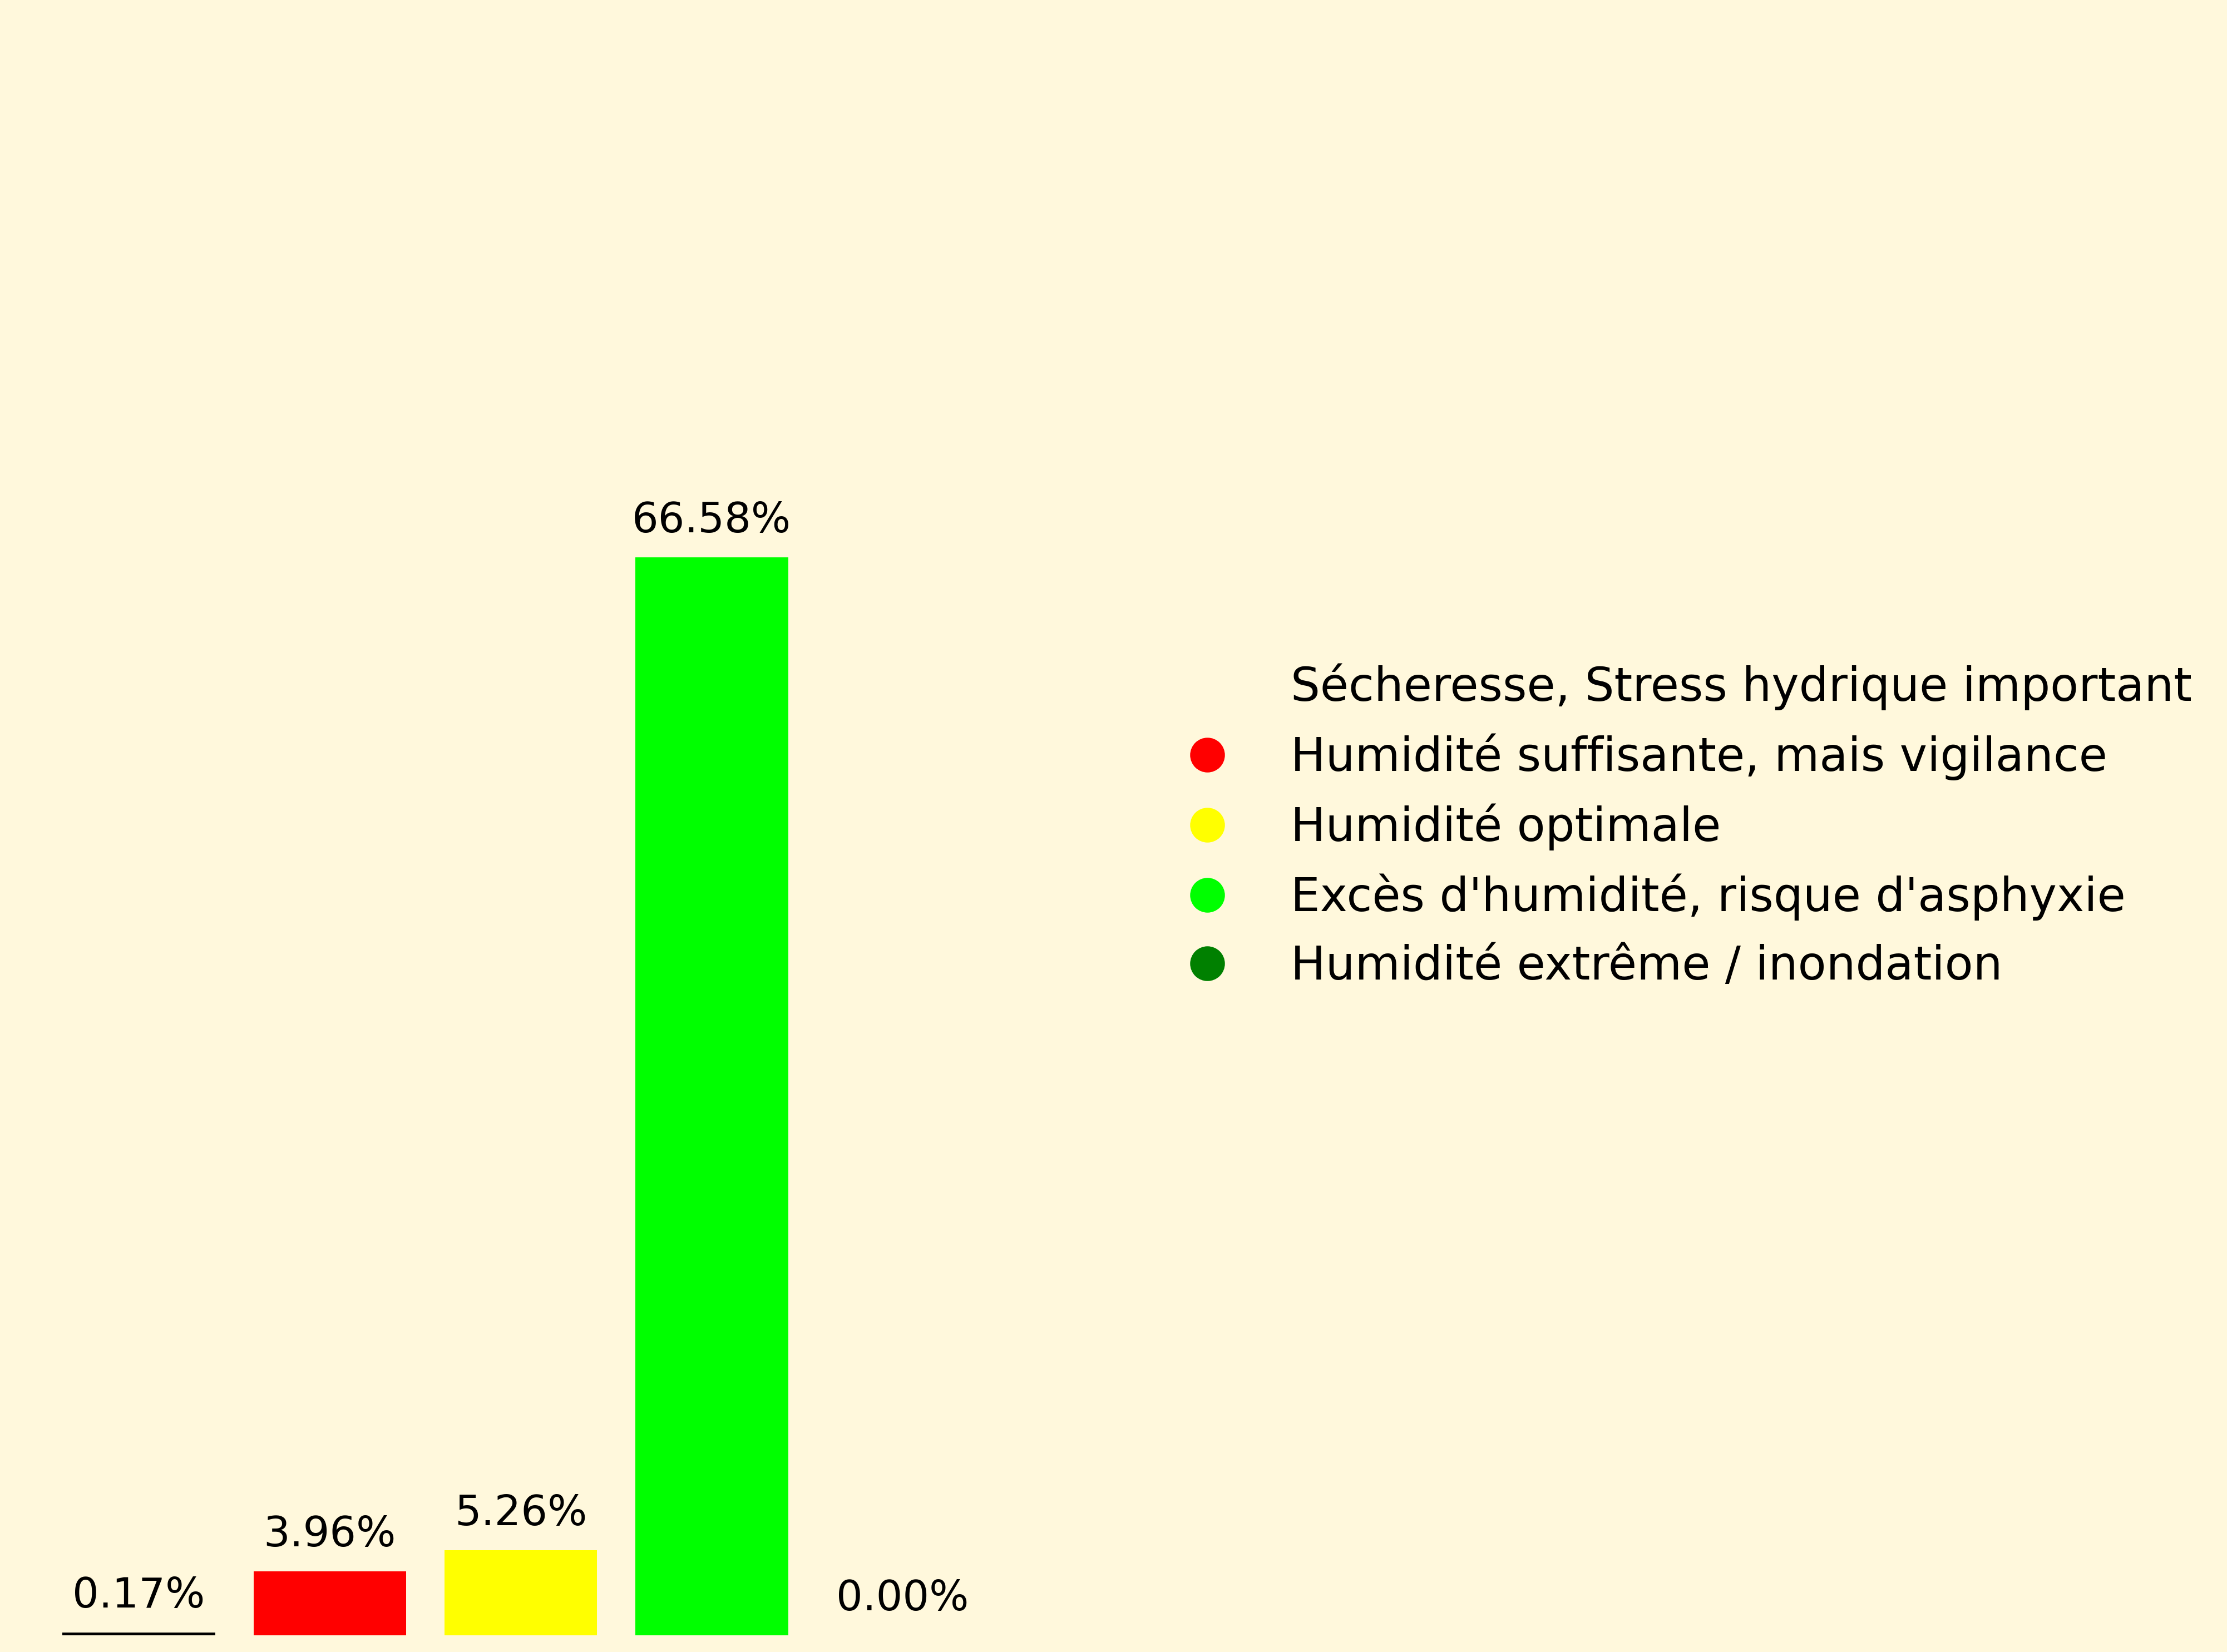 66.58%
Sécheresse, Stress hydrique important
Humidité suffisante, mais vigilance
Humidité optimale
Excès d'humidité, risque d'asphyxie
Humidité extrême / inondation
5.26%
3.96%
0.17%
0.00%